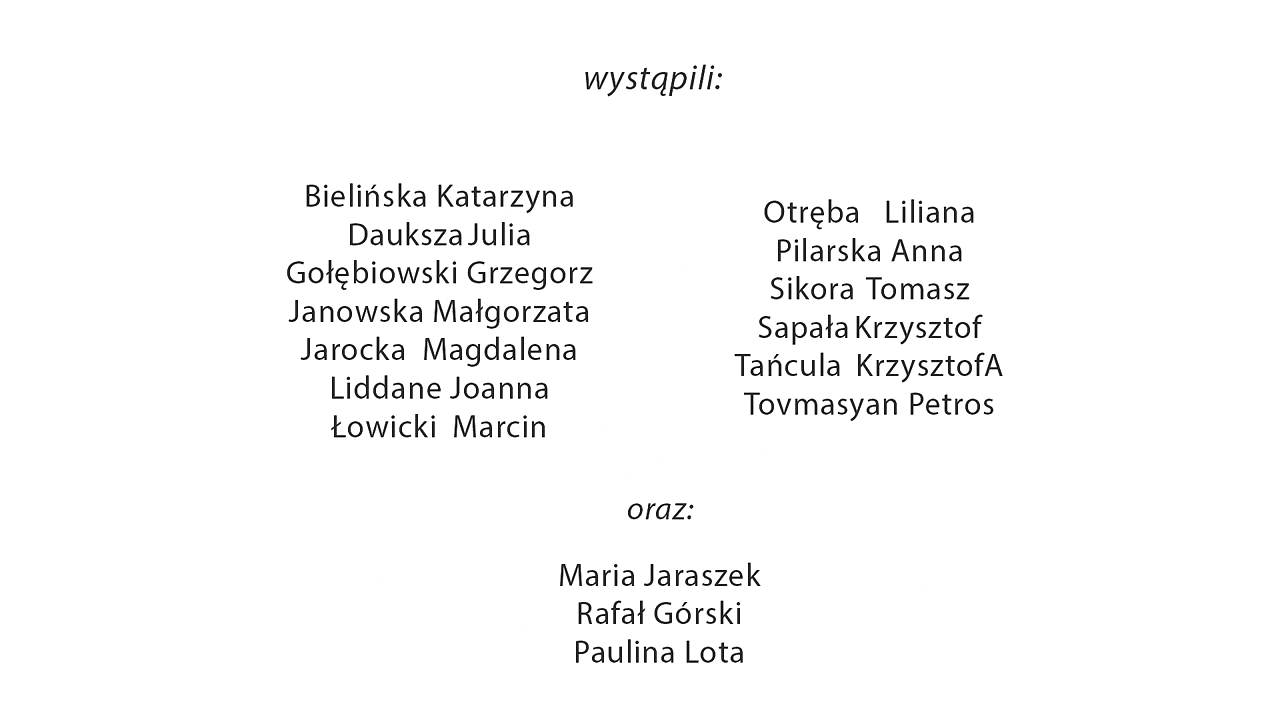 wystąpili:
Bielińska Katarzyna
Dauksza Julia
Gołębiowski Grzegorz
Janowska Małgorzata
Jarocka Magdalena
Liddane Joanna
Łowicki Marcin
Otręba Liliana
Pilarska Anna
Sikora Tomasz
Sapała Krzysztof
Tańcula KrzysztofA
Tovmasyan Petros
oraz:
Maria Jaraszek
Rafał Górski
Paulina Lota